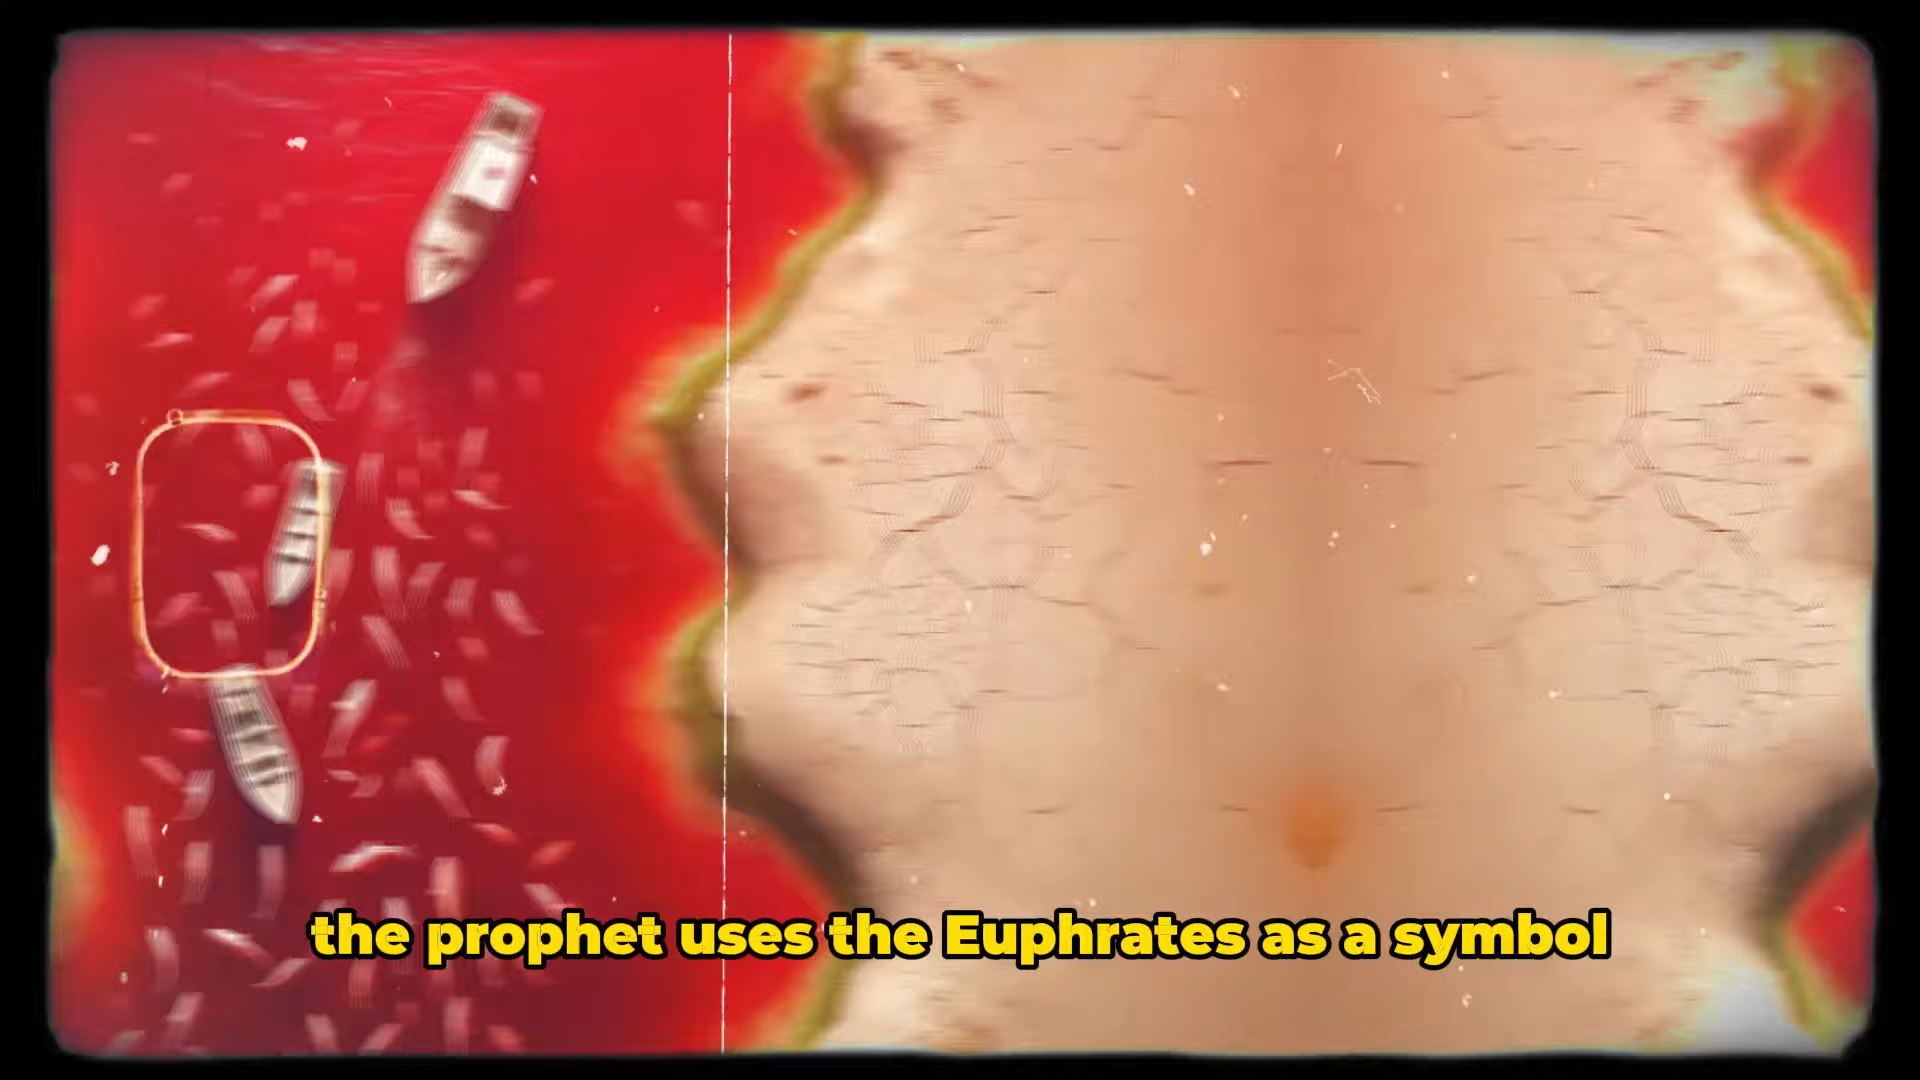 the prophet uses the Euphrates as a symbol